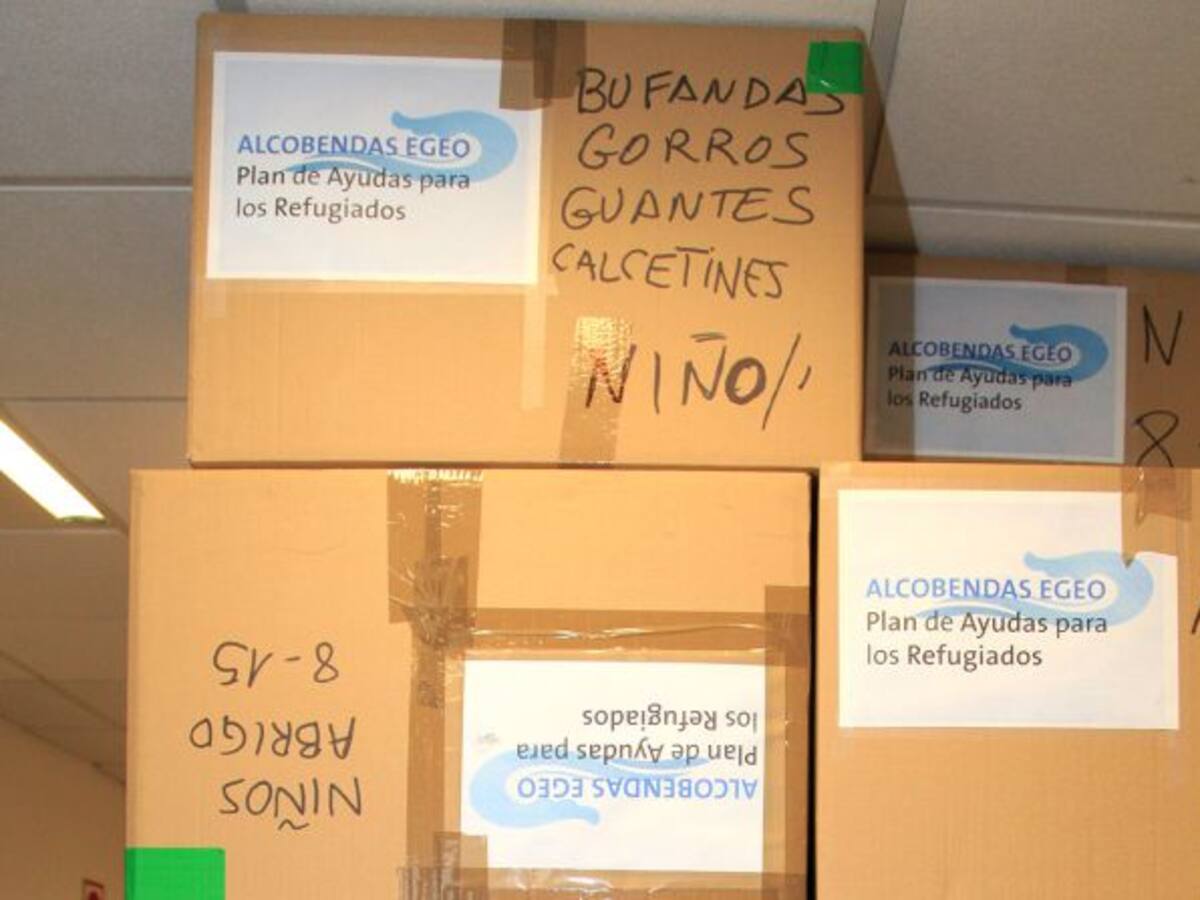 ALCOBENDAS EGEO
Plan de Ayudas para
los Refugiados
BUFANDAS
GORROS
GUANTES
CALCETINES
NIÑO/
ALCOBENDAS EGEO
Plan de Ayudas para
los Refugiados
N
8
NIÑOS
ABRIGO
8-15
ALCOBENDAS EGEO
Plan de Ayudas para
los Refugiados
ALCOBENDAS EGEO
Plan de Ayudas para
los Refugiados